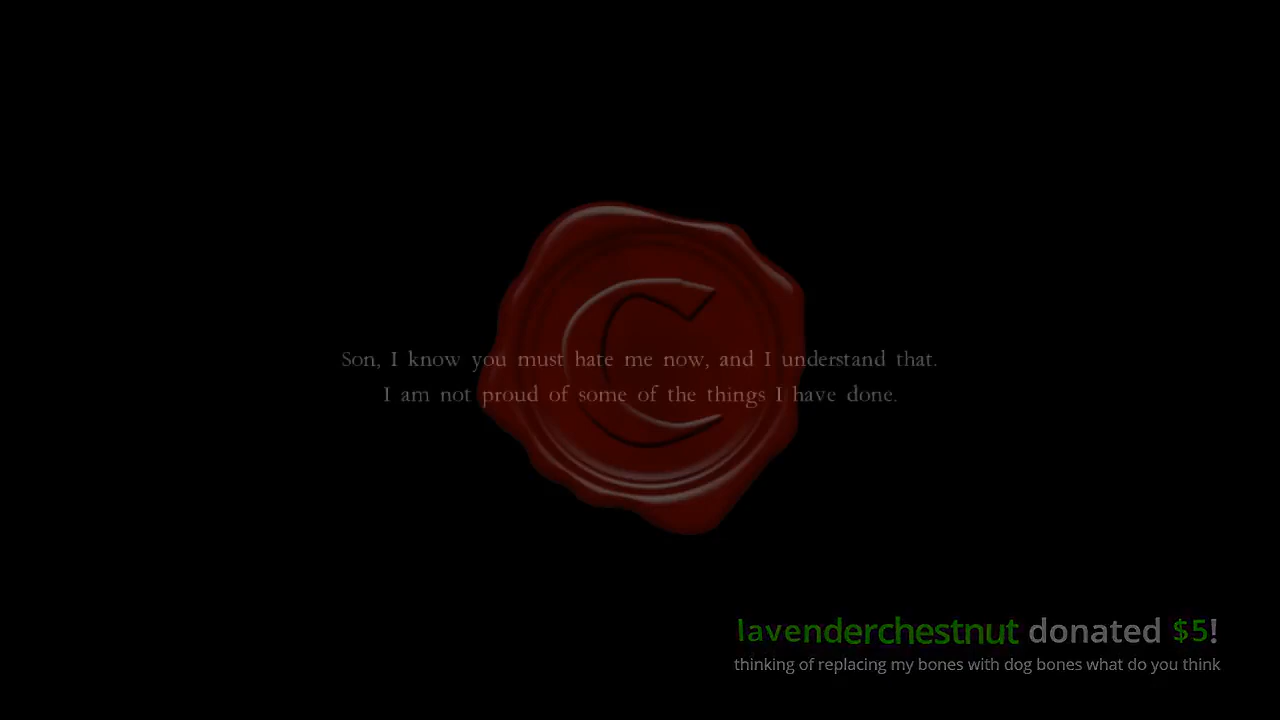 C
Son, I know you must hate me now, and I understand that.
I am not proud of some of the things I have done.
lavenderchestnut donated $5!
thinking of replacing my bones with dog bones what do you think